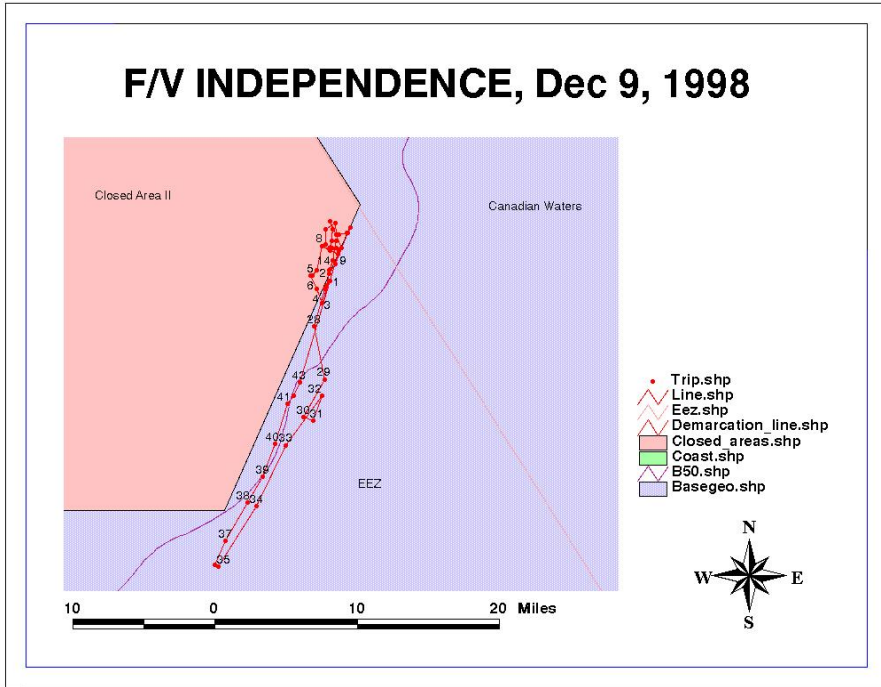 F/V INDEPENDENCE, Dec 9, 1998
Closed Area II
Canadian Waters
8
14
9
5
2
1
6
4
3
28
29
43
32
41
30
31
40
33
39
EEZ
38
34
37
35
Trip.shp
Line.shp
Eez.shp
Demarcation_line.shp
Closed_areas.shp
Coast.shp
B50.shp
Basegeo.shp
N
W
E
S
10
0
10
20
Miles